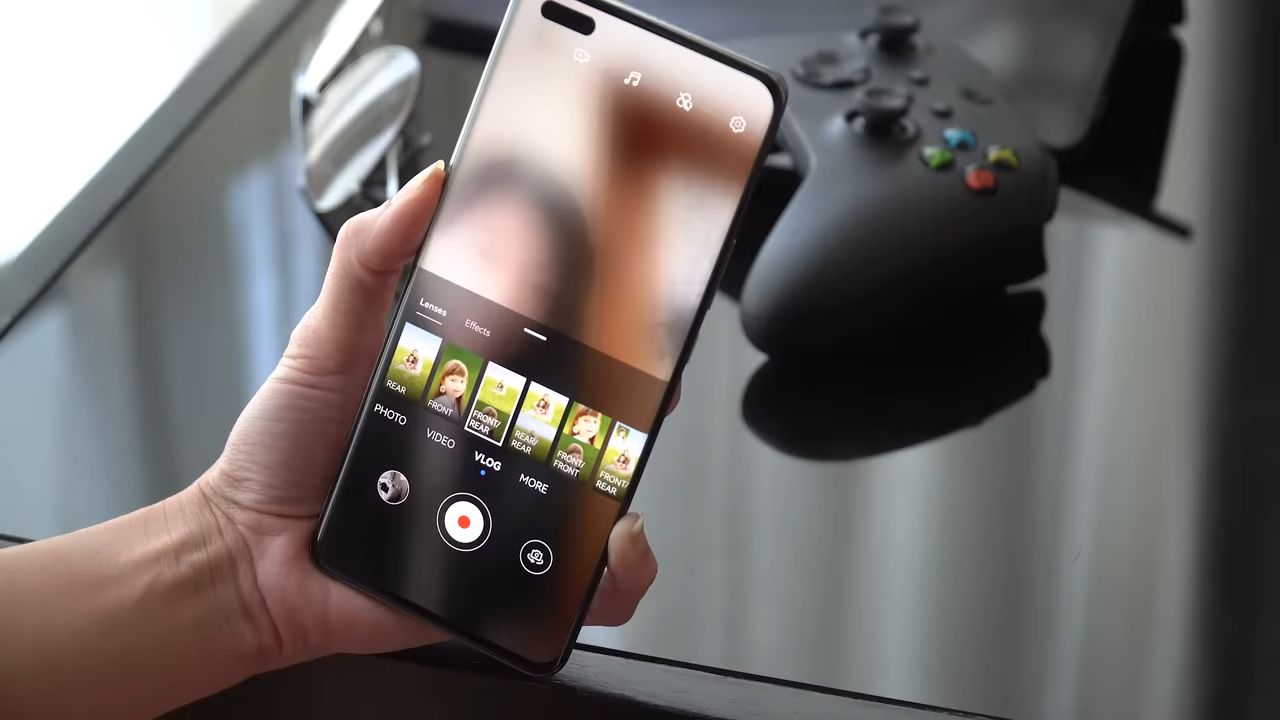 Lenses
Effects
REAR
FRONT
FRONT/
REAR
REAR/
REAR
FRONT/
FRONT
FRONT/
REAR
PHOTO
VIDEO
VLOG
MORE